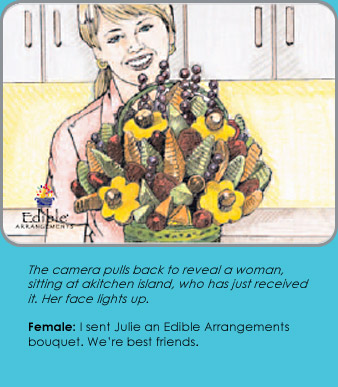 Edible
ARRANGEMENTS
The camera pulls back to reveal a woman,
sitting at akitchen island, who has just received
it. Her face lights up.
Female: I sent Julie an Edible Arrangements
bouquet. We’re best friends.